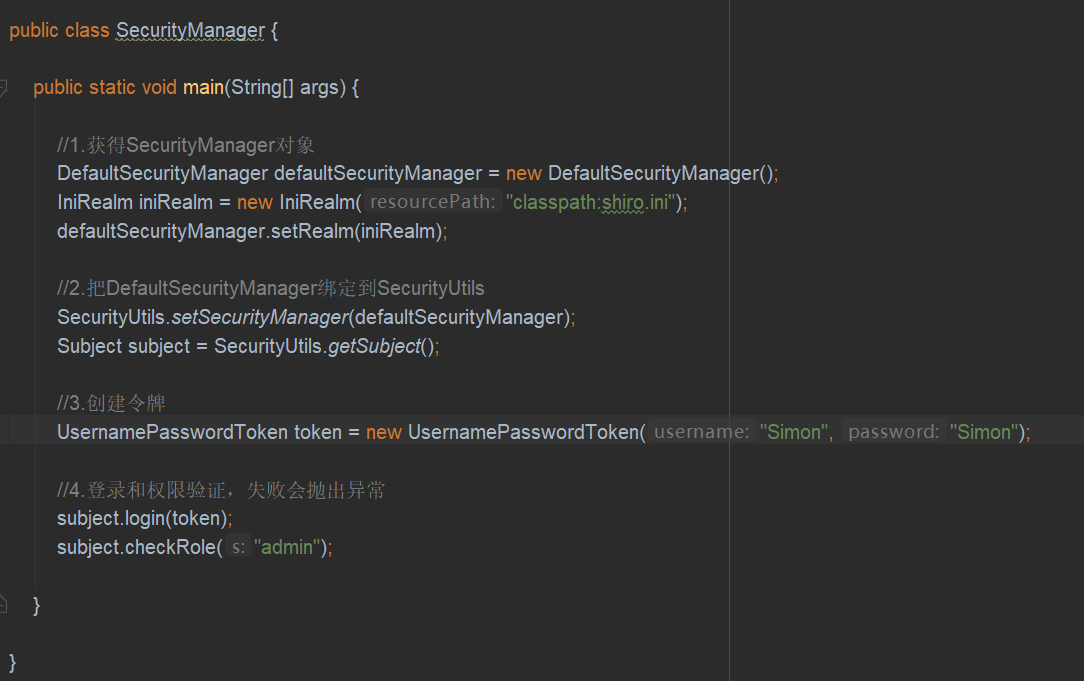 public class SecurityManager {
public static void main(String[] args) {
//1.获得SecurityManager对象
DefaultSecurityManager defaultSecurityManager = new DefaultSecurityManager();
IniRealm iniRealm = new IniRealm( resourcePath: "classpath:shiro.ini");
defaultSecurityManager.setRealm(iniRealm);
//2.把DefaultSecurityManager绑定到SecurityUtils
SecurityUtils.setSecurityManager(defaultSecurityManager);
Subject subject = SecurityUtils.getSubject();
//3.创建令牌
UsernamePasswordToken token = new UsernamePasswordToken( username: "Simon", password: "Simon");
//4.登录和权限验证，失败会抛出异常
subject.login(token);
subject.checkRole( s: "admin");
}
}